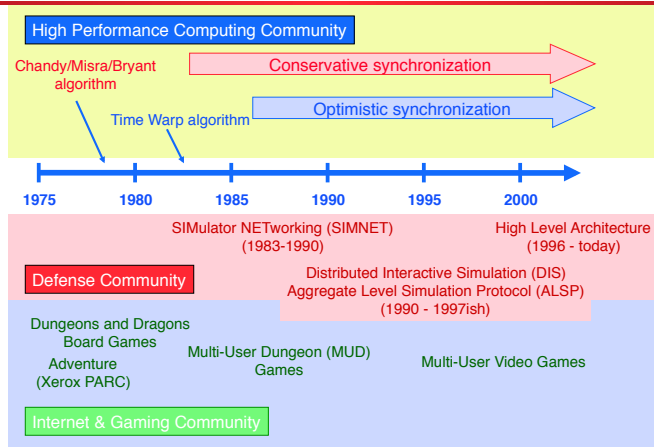 High Performance Computing Community
Chandy/Misra/Bryant
algorithm
Conservative synchronization
Time Warp algorithm
Optimistic synchronization
1975
1980
1985
1990
1995
2000
SIMulator NETworking (SIMNET)
(1983-1990)
High Level Architecture
(1996 - today)
Defense Community
Distributed Interactive Simulation (DIS)
Aggregate Level Simulation Protocol (ALSP)
(1990 - 1997ish)
Dungeons and Dragons
Board Games
Adventure
(Xerox PARC)
Multi-User Dungeon (MUD)
Games
Multi-User Video Games
Internet & Gaming Community